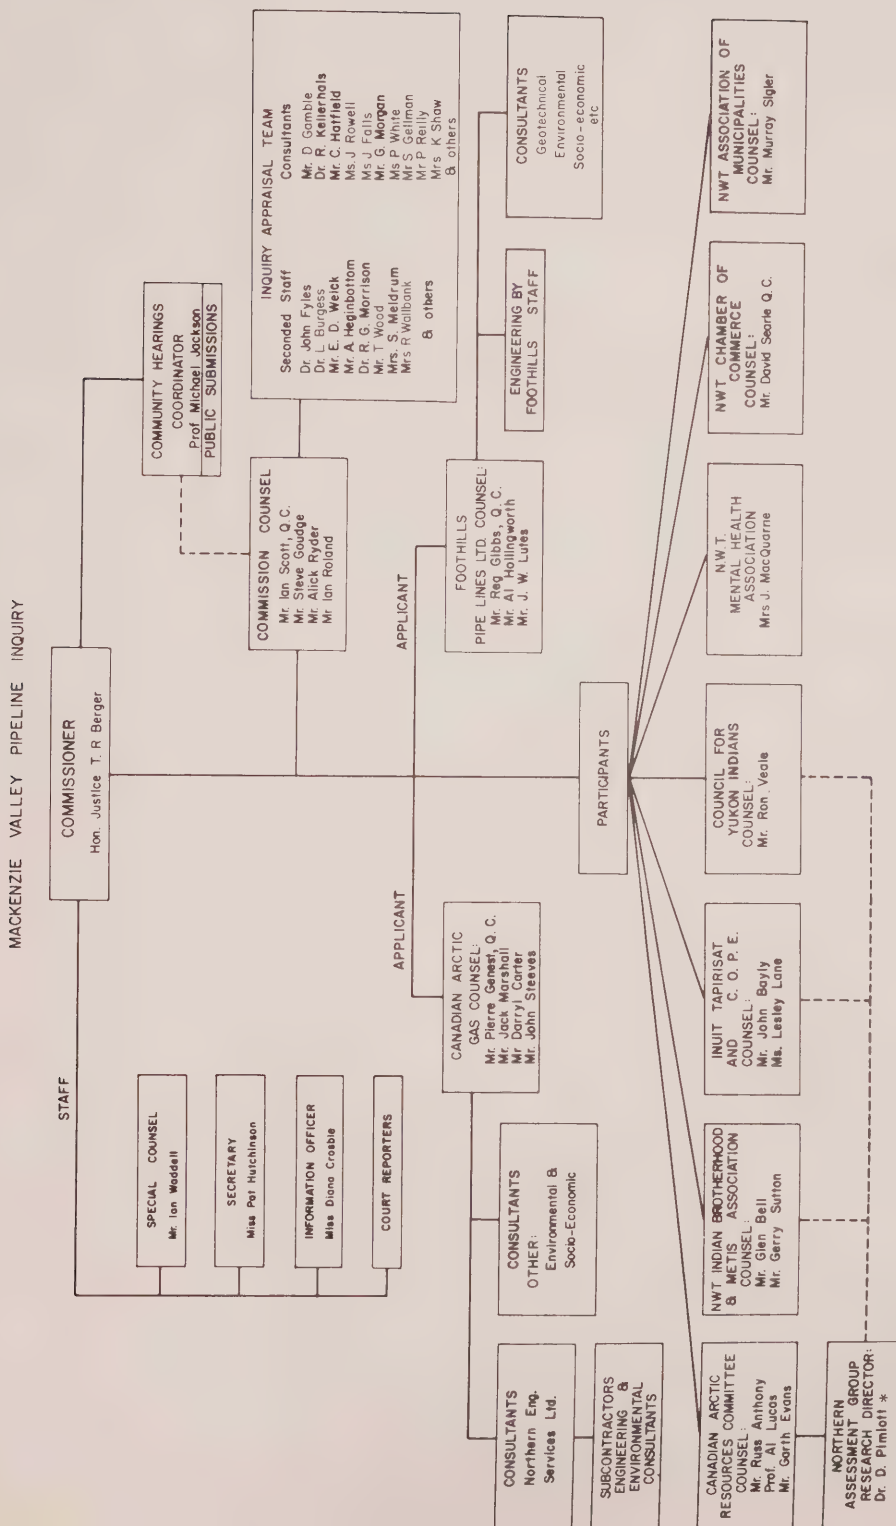 MACKENZIE VALLEY PIPELINE INQUIRY
COMMISSIONER
Hon. Justice T. R Berger
STAFF
SPECIAL COUNSEL
Mr. Ian Waddell
SECRETARY
Miss Pat Hutchinson
INFORMATION OFFICER
Miss Diana Crosbie
COURT REPORTERS
COMMUNITY HEARINGS
COORDINATOR
Prof Michael Jackson
PUBLIC SUBMISSIONS
COMMISSION COUNSEL
Mr. Ian Scott, Q.C.
Mr. Steve Goudge
Mr. Alick Ryder
Mr. Ian Roland
INQUIRY APPRAISAL TEAM
Seconded Staff
Dr. John Fyles
Dr. L Burgess
Mr. E. D. Weick
Mr. A Heginbottom
Dr. R. G. Morrison
Mr. T Wood
Mrs. S. Meldrum
Mrs R Wallbank
& others
Consultants
Mr. D Gamble
Dr. R. Kellerhals
Mr. C. Hatfield
Ms. J Rowell
Ms J Falls
Mr. G. Morgan
Ms P White
Mr S Gellman
Mr P Reilly
Mrs K Shaw
& others
APPLICANT
CANADIAN ARCTIC
GAS COUNSEL:
Mr. Pierre Genest, Q. C.
Mr. Jack Marshall
Mr Darryl Carter
Mr. John Steeves
APPLICANT
FOOTHILLS
PIPE LINES LTD. COUNSEL:
Mr. Reg Gibbs, Q. C.
Mr. Al Hollingworth
Mr. J. W. Lutes
CONSULTANTS
Northern Eng.
Services Ltd.
SUBCONTRACTORS
ENGINEERING &
ENVIRONMENTAL
CONSULTANTS
CONSULTANTS
OTHER:
Environmental &
Socio-Economic
ENGINEERING BY
FOOTHILLS STAFF
CONSULTANTS
Geotechnical
Environmental
Socio-economic
etc
PARTICIPANTS
CANADIAN ARCTIC
RESOURCES COMMITTEE
COUNSEL:
Mr. Russ Anthony
Prof. Al Lucas
Mr. Garth Evans
NWT INDIAN BROTHERHOOD
& METIS ASSOCIATION
COUNSEL:
Mr. Glen Bell
Mr. Gerry Sutton
INUIT TAPIRISAT
AND C. O. P. E.
COUNSEL:
Mr. John Bayly
Ms. Lesley Lane
COUNCIL FOR
YUKON INDIANS
COUNSEL:
Mr. Ron. Veale
N.W.T.
MENTAL HEALTH
ASSOCIATION
Mrs J. MacQuarne
NWT CHAMBER OF
COMMERCE
COUNSEL:
Mr. David Searle Q.C.
NWT ASSOCIATION OF
MUNICIPALITIES
COUNSEL:
Mr. Murray Sigler
NORTHERN
ASSESSMENT GROUP
RESEARCH DIRECTOR:
Dr. D. Pimlott *